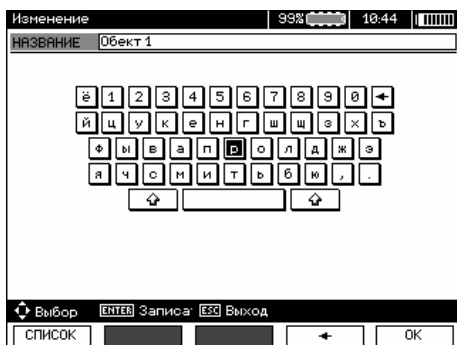 Изменение 99% 10:44
НАЗВАНИЕ Обект 1
ё 1 2 3 4 5 6 7 8 9 0 ←
й ц у к е н г ш щ з х ъ
ф ы в а п р о л д ж э
я ч с м и т ь б ю , .
Выбор ENTER Записа ESC Выход
СПИСОК ← OK